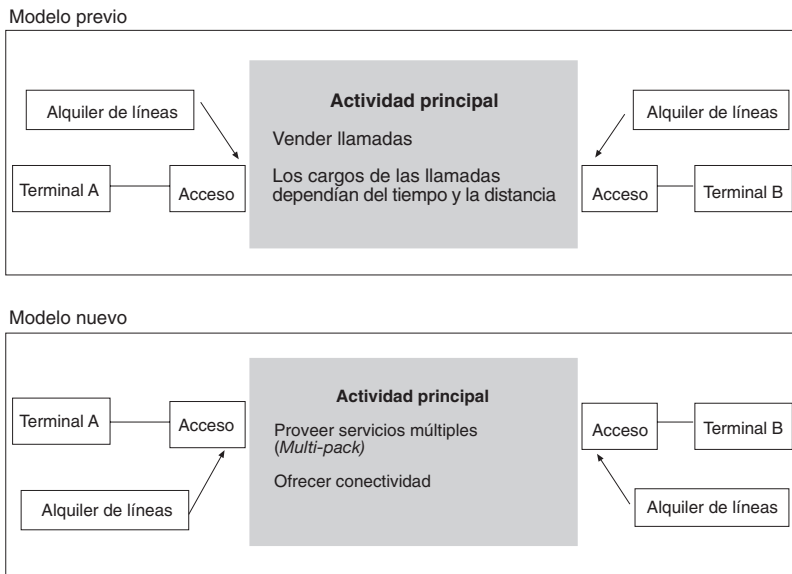 Modelo previo
Alquiler de líneas
Actividad principal
Alquiler de líneas
Vender llamadas
Terminal A
Acceso
Los cargos de las llamadas
dependían del tiempo y la distancia
Acceso
Terminal B
Modelo nuevo
Actividad principal
Terminal A
Acceso
Proveer servicios múltiples
(Multi-pack)
Acceso
Terminal B
Ofrecer conectividad
Alquiler de líneas
Alquiler de líneas